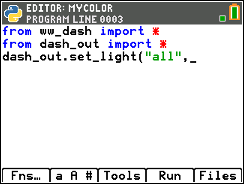 EDITOR: MYCOLOR
PROGRAM LINE 0003
from ww_dash import *
from dash_out import *
dash_out.set_light("all",_
Fns… a A # Tools Run Files